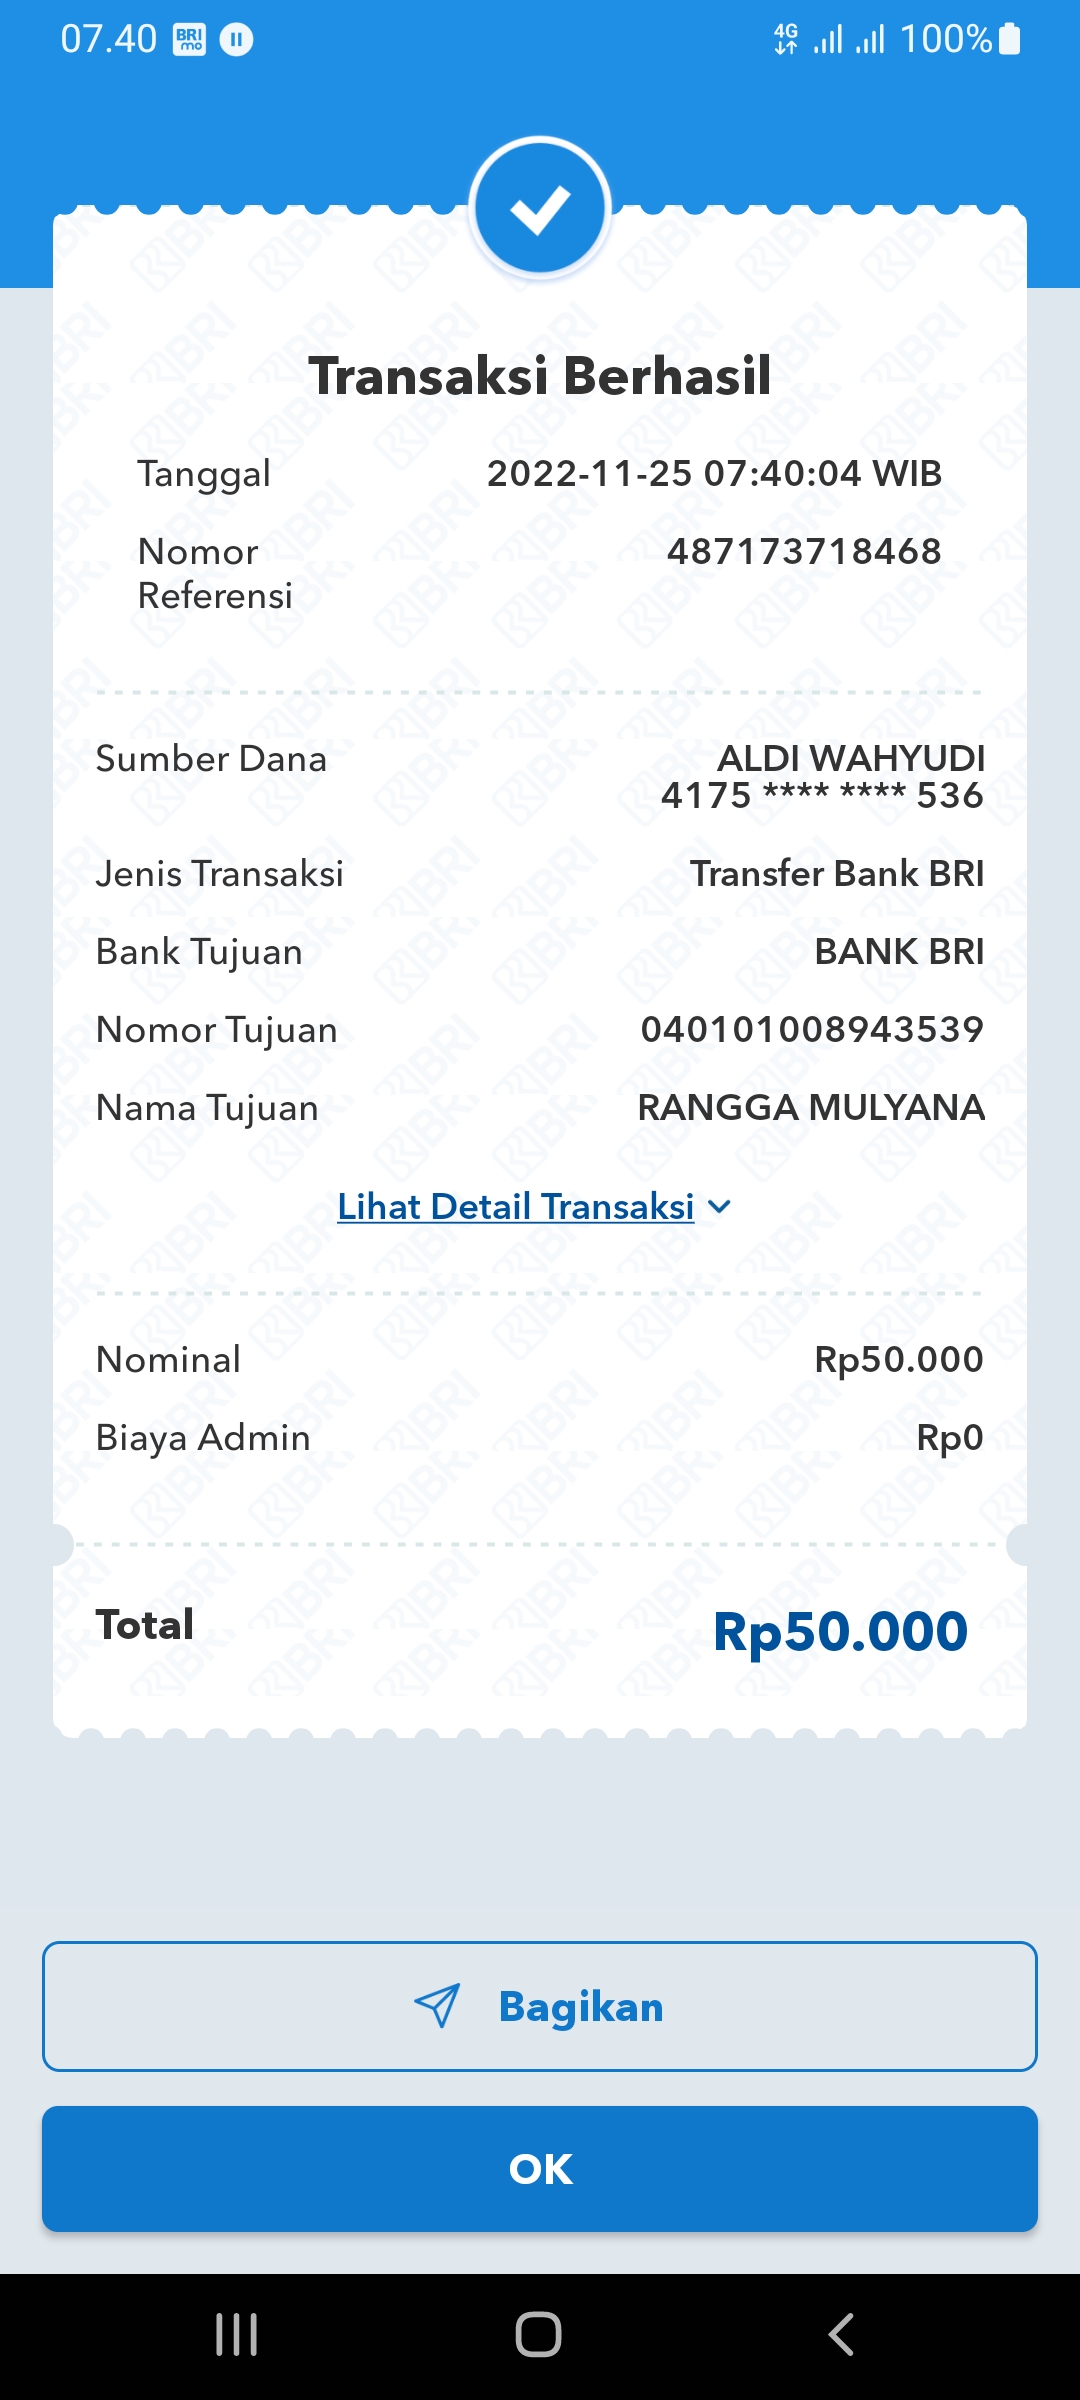 07.40 BRI mo 4G 100%
Transaksi Berhasil
Tanggal 2022-11-25 07:40:04 WIB
Nomor Referensi 487173718468
Sumber Dana ALDI WAHYUDI
4175 **** **** 536
Jenis Transaksi Transfer Bank BRI
Bank Tujuan BANK BRI
Nomor Tujuan 040101008943539
Nama Tujuan RANGGA MULYANA
Lihat Detail Transaksi
Nominal Rp50.000
Biaya Admin Rp0
Total Rp50.000
Bagikan
OK